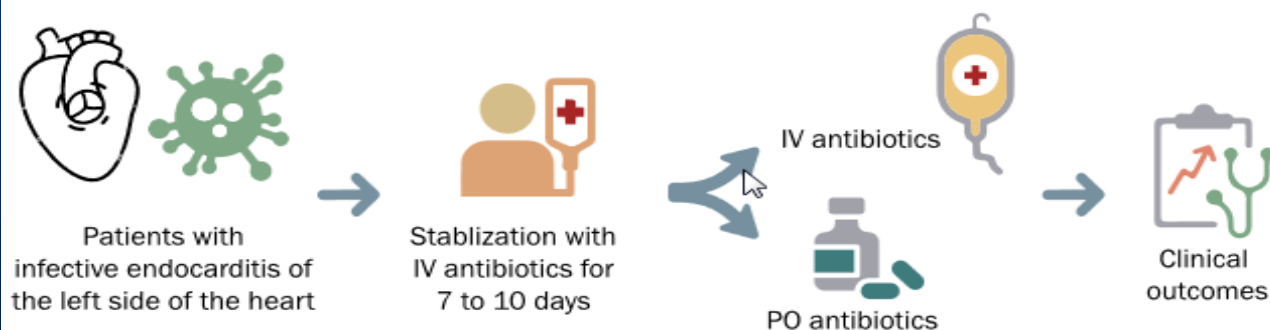 Patients with
infective endocarditis of
the left side of the heart
Stablization with
IV antibiotics for
7 to 10 days
IV antibiotics
PO antibiotics
Clinical
outcomes